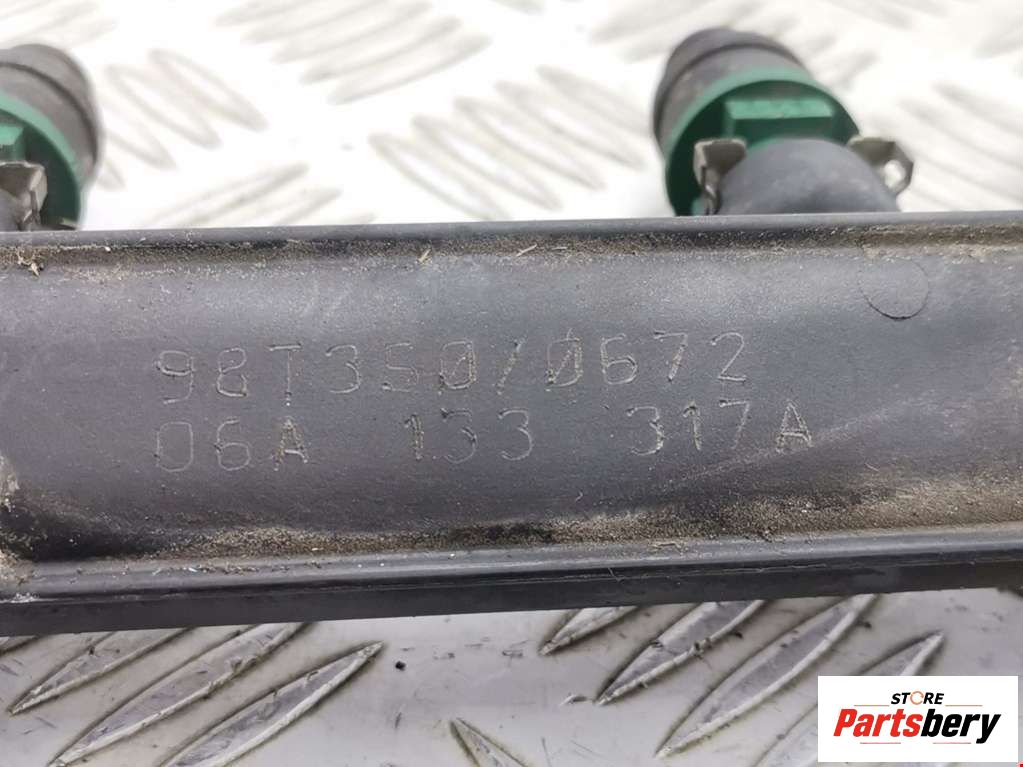 98T350/0672
06A 133 317A
STORE
Partsbery